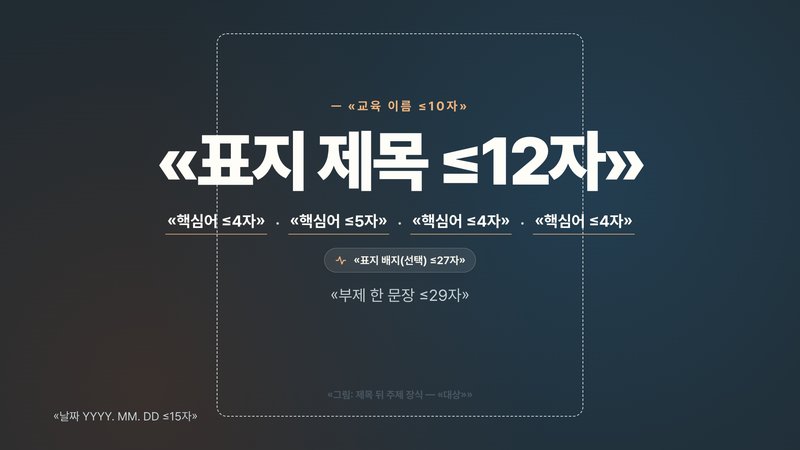 — «교육 이름 ≤10자»
«표지 제목 ≤12자»
«핵심어 ≤4자» · «핵심어 ≤5자» · «핵심어 ≤4자» · «핵심어 ≤4자»
«표지 배지(선택) ≤27자»
«부제 한 문장 ≤29자»
«그림: 제목 뒤 주제 장식 — «대상»»
«날짜 YYYY. MM. DD ≤15자»